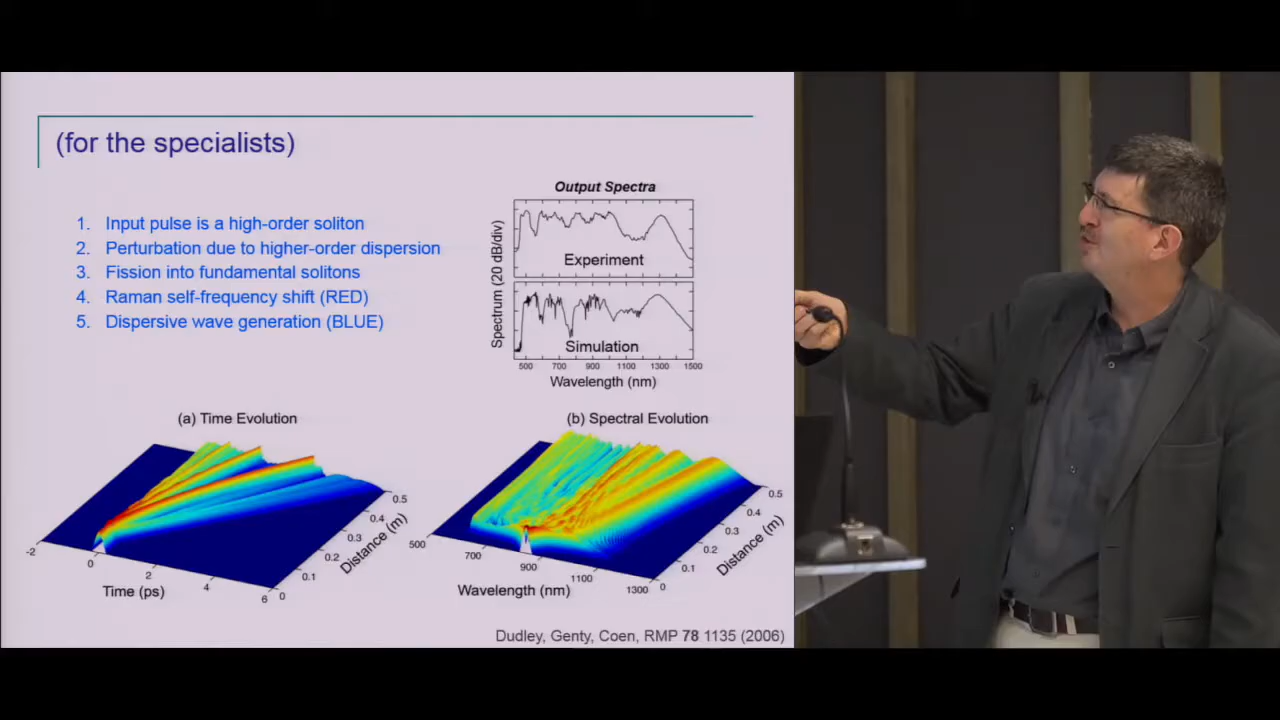 (for the specialists)
1. Input pulse is a high-order soliton
2. Perturbation due to higher-order dispersion
3. Fission into fundamental solitons
4. Raman self-frequency shift (RED)
5. Dispersive wave generation (BLUE)
Output Spectra
Spectrum (20 dB/div)
Experiment
Simulation
500 700 900 1100 1300 1500
Wavelength (nm)
(a) Time Evolution
-2 0 2 4 6
Time (ps)
0 0.1 0.2 0.3 0.4 0.5
Distance (m)
(b) Spectral Evolution
500 700 900 1100 1300
Wavelength (nm)
0 0.1 0.2 0.3 0.4 0.5
Distance (m)
Dudley, Genty, Coen, RMP 78 1135 (2006)